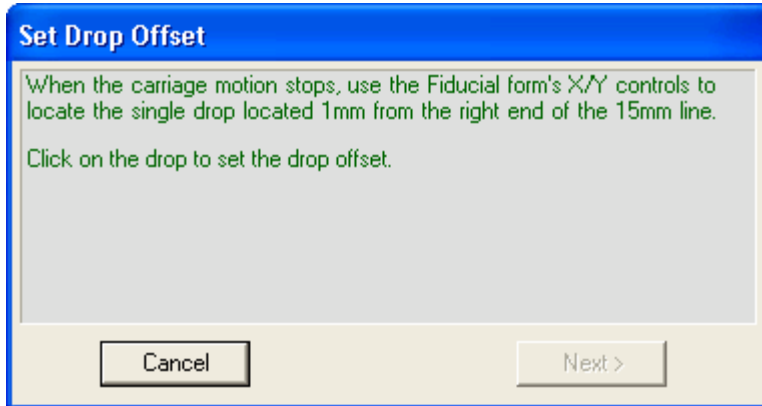 Set Drop Offset
When the carriage motion stops, use the Fiducial form's X/Y controls to
locate the single drop located 1mm from the right end of the 15mm line.
Click on the drop to set the drop offset.
Cancel
Next >